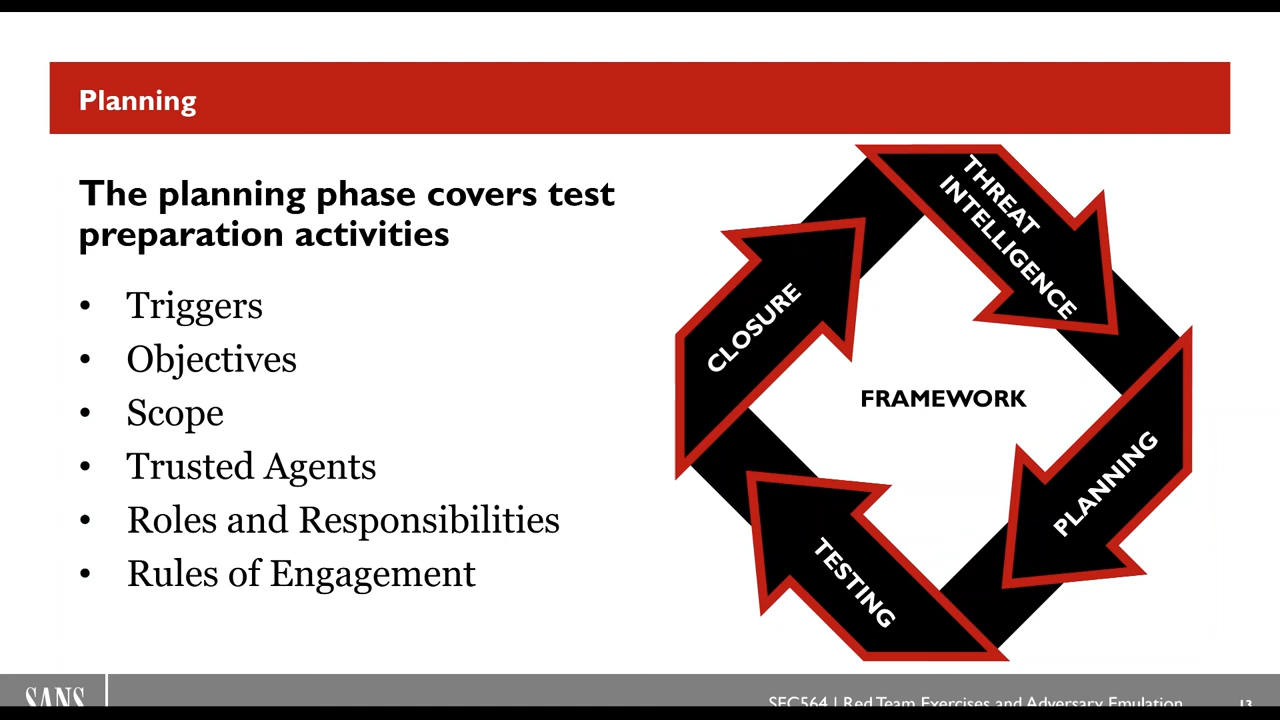 Planning
The planning phase covers test
preparation activities
• Triggers
• Objectives
• Scope
• Trusted Agents
• Roles and Responsibilities
• Rules of Engagement
THREAT
INTELLIGENCE
PLANNING
TESTING
CLOSURE
FRAMEWORK
SANS
SEC564 | Red Team Exercises and Adversary Emulation
13